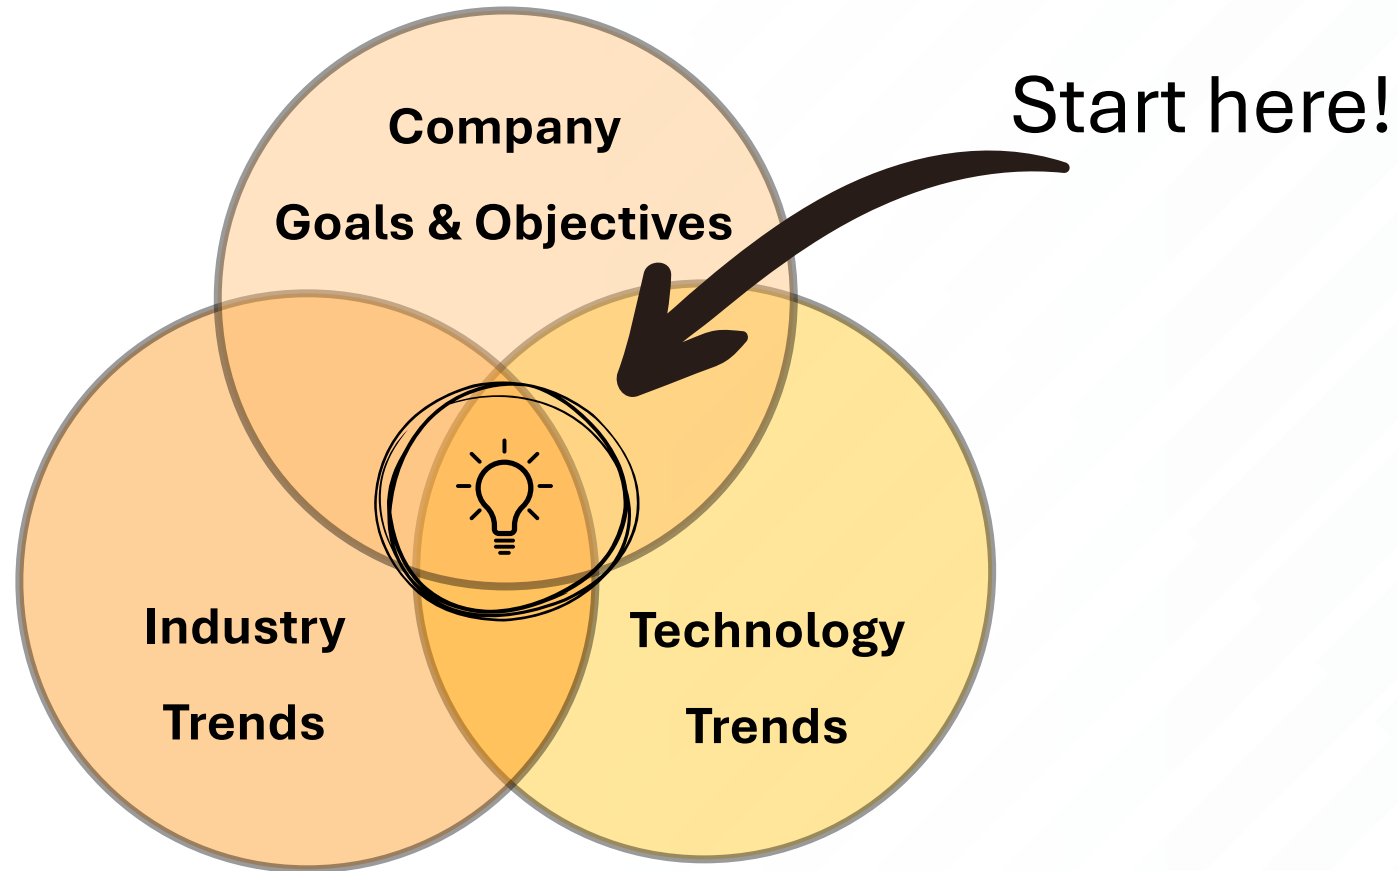 Start here!
Company
Goals & Objectives
Industry
Trends
Technology
Trends